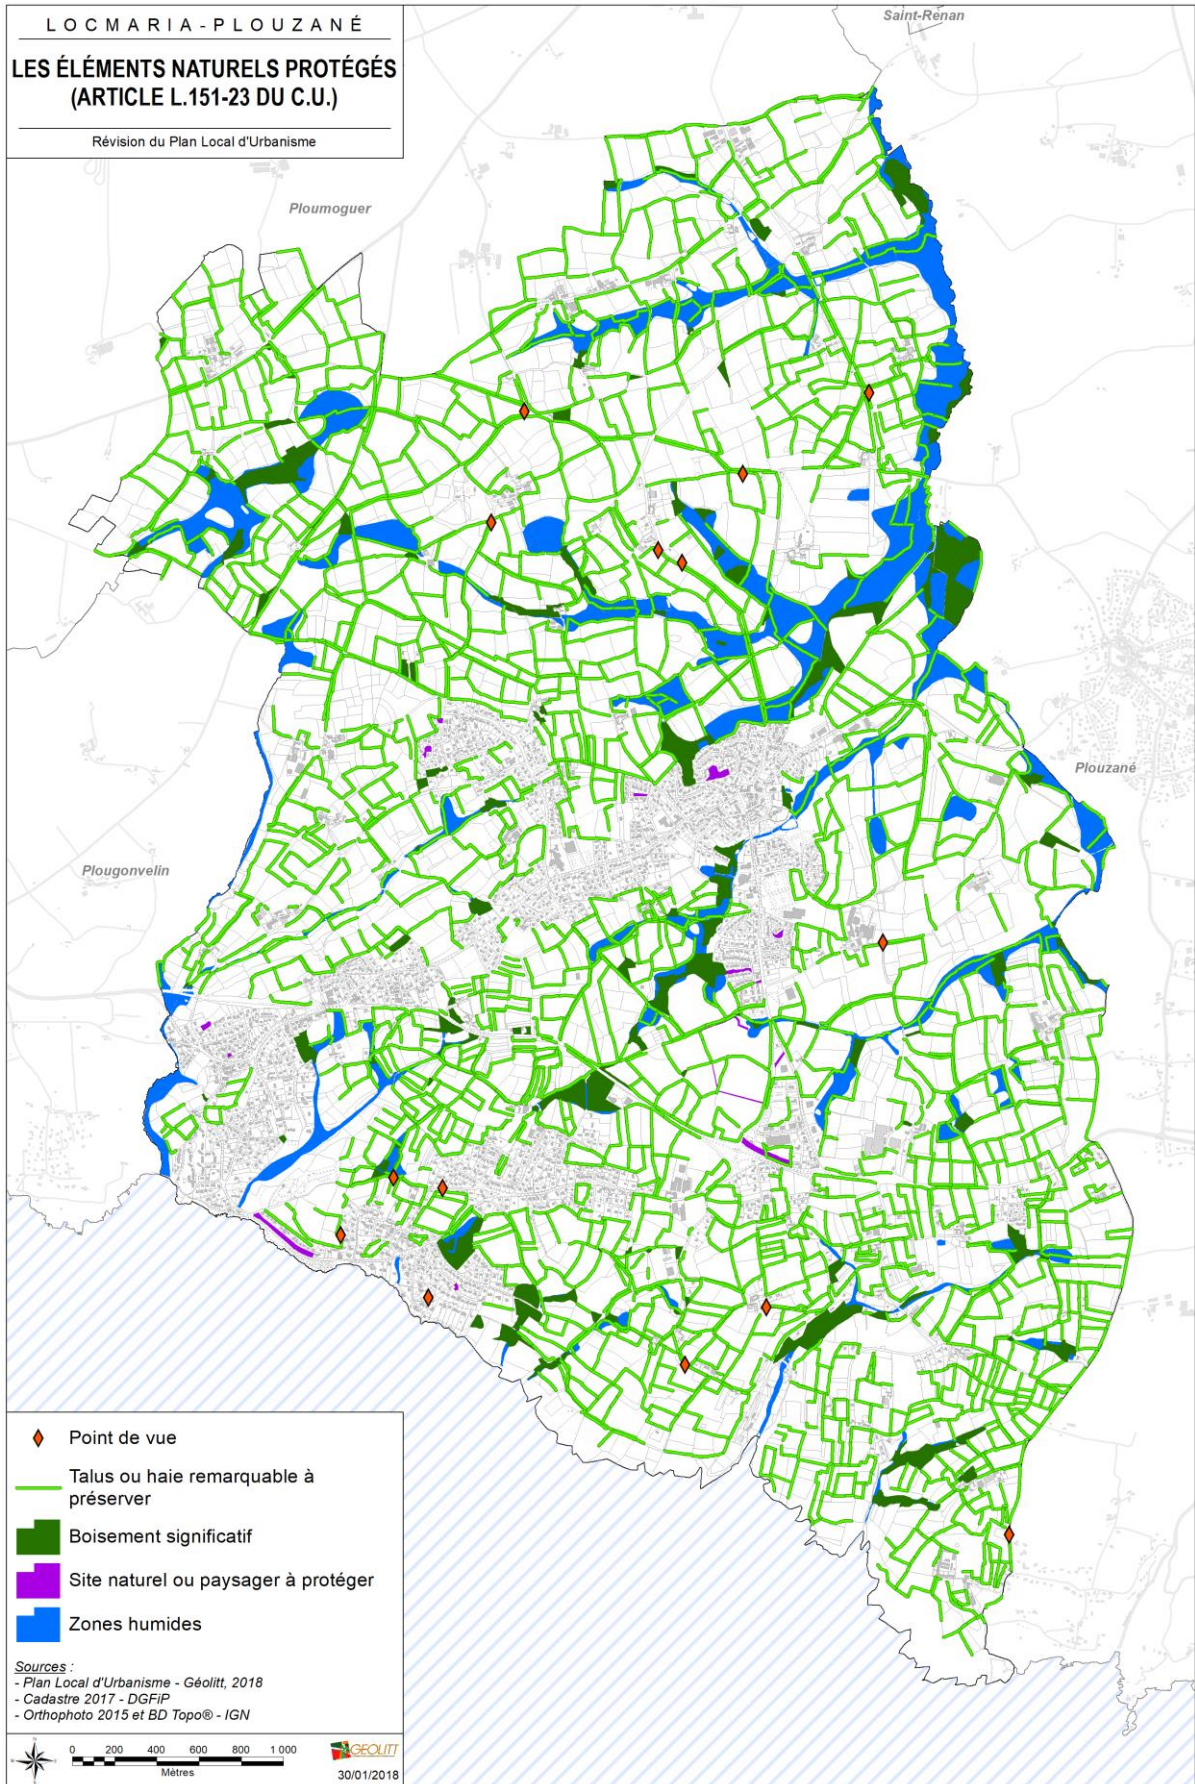 LOCMARIA-PLOUZANÉ
LES ÉLÉMENTS NATURELS PROTÉGÉS
(ARTICLE L.151-23 DU C.U.)
Révision du Plan Local d'Urbanisme
Saint-Renan
Ploumoguer
Plouzané
Plougonvelin
Point de vue
Talus ou haie remarquable à
préserver
Boisement significatif
Site naturel ou paysager à protéger
Zones humides
Sources :
- Plan Local d'Urbanisme - Géolitt, 2018
- Cadastre 2017 - DGFiP
- Orthophoto 2015 et BD Topo® - IGN
0 200 400 600 800 1 000
Mètres
GEOLITT
30/01/2018